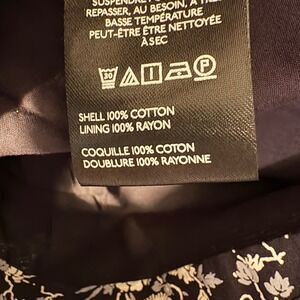 SUSPENDRE
REPASSER, AU BESOIN, À TRÈS
BASSE TEMPÉRATURE
PEUT-ÊTRE ÊTRE NETTOYÉE
À SEC
30
P
SHELL 100% COTTON
LINING 100% RAYON
COQUILLE 100% COTON
DOUBLURE 100% RAYONNE